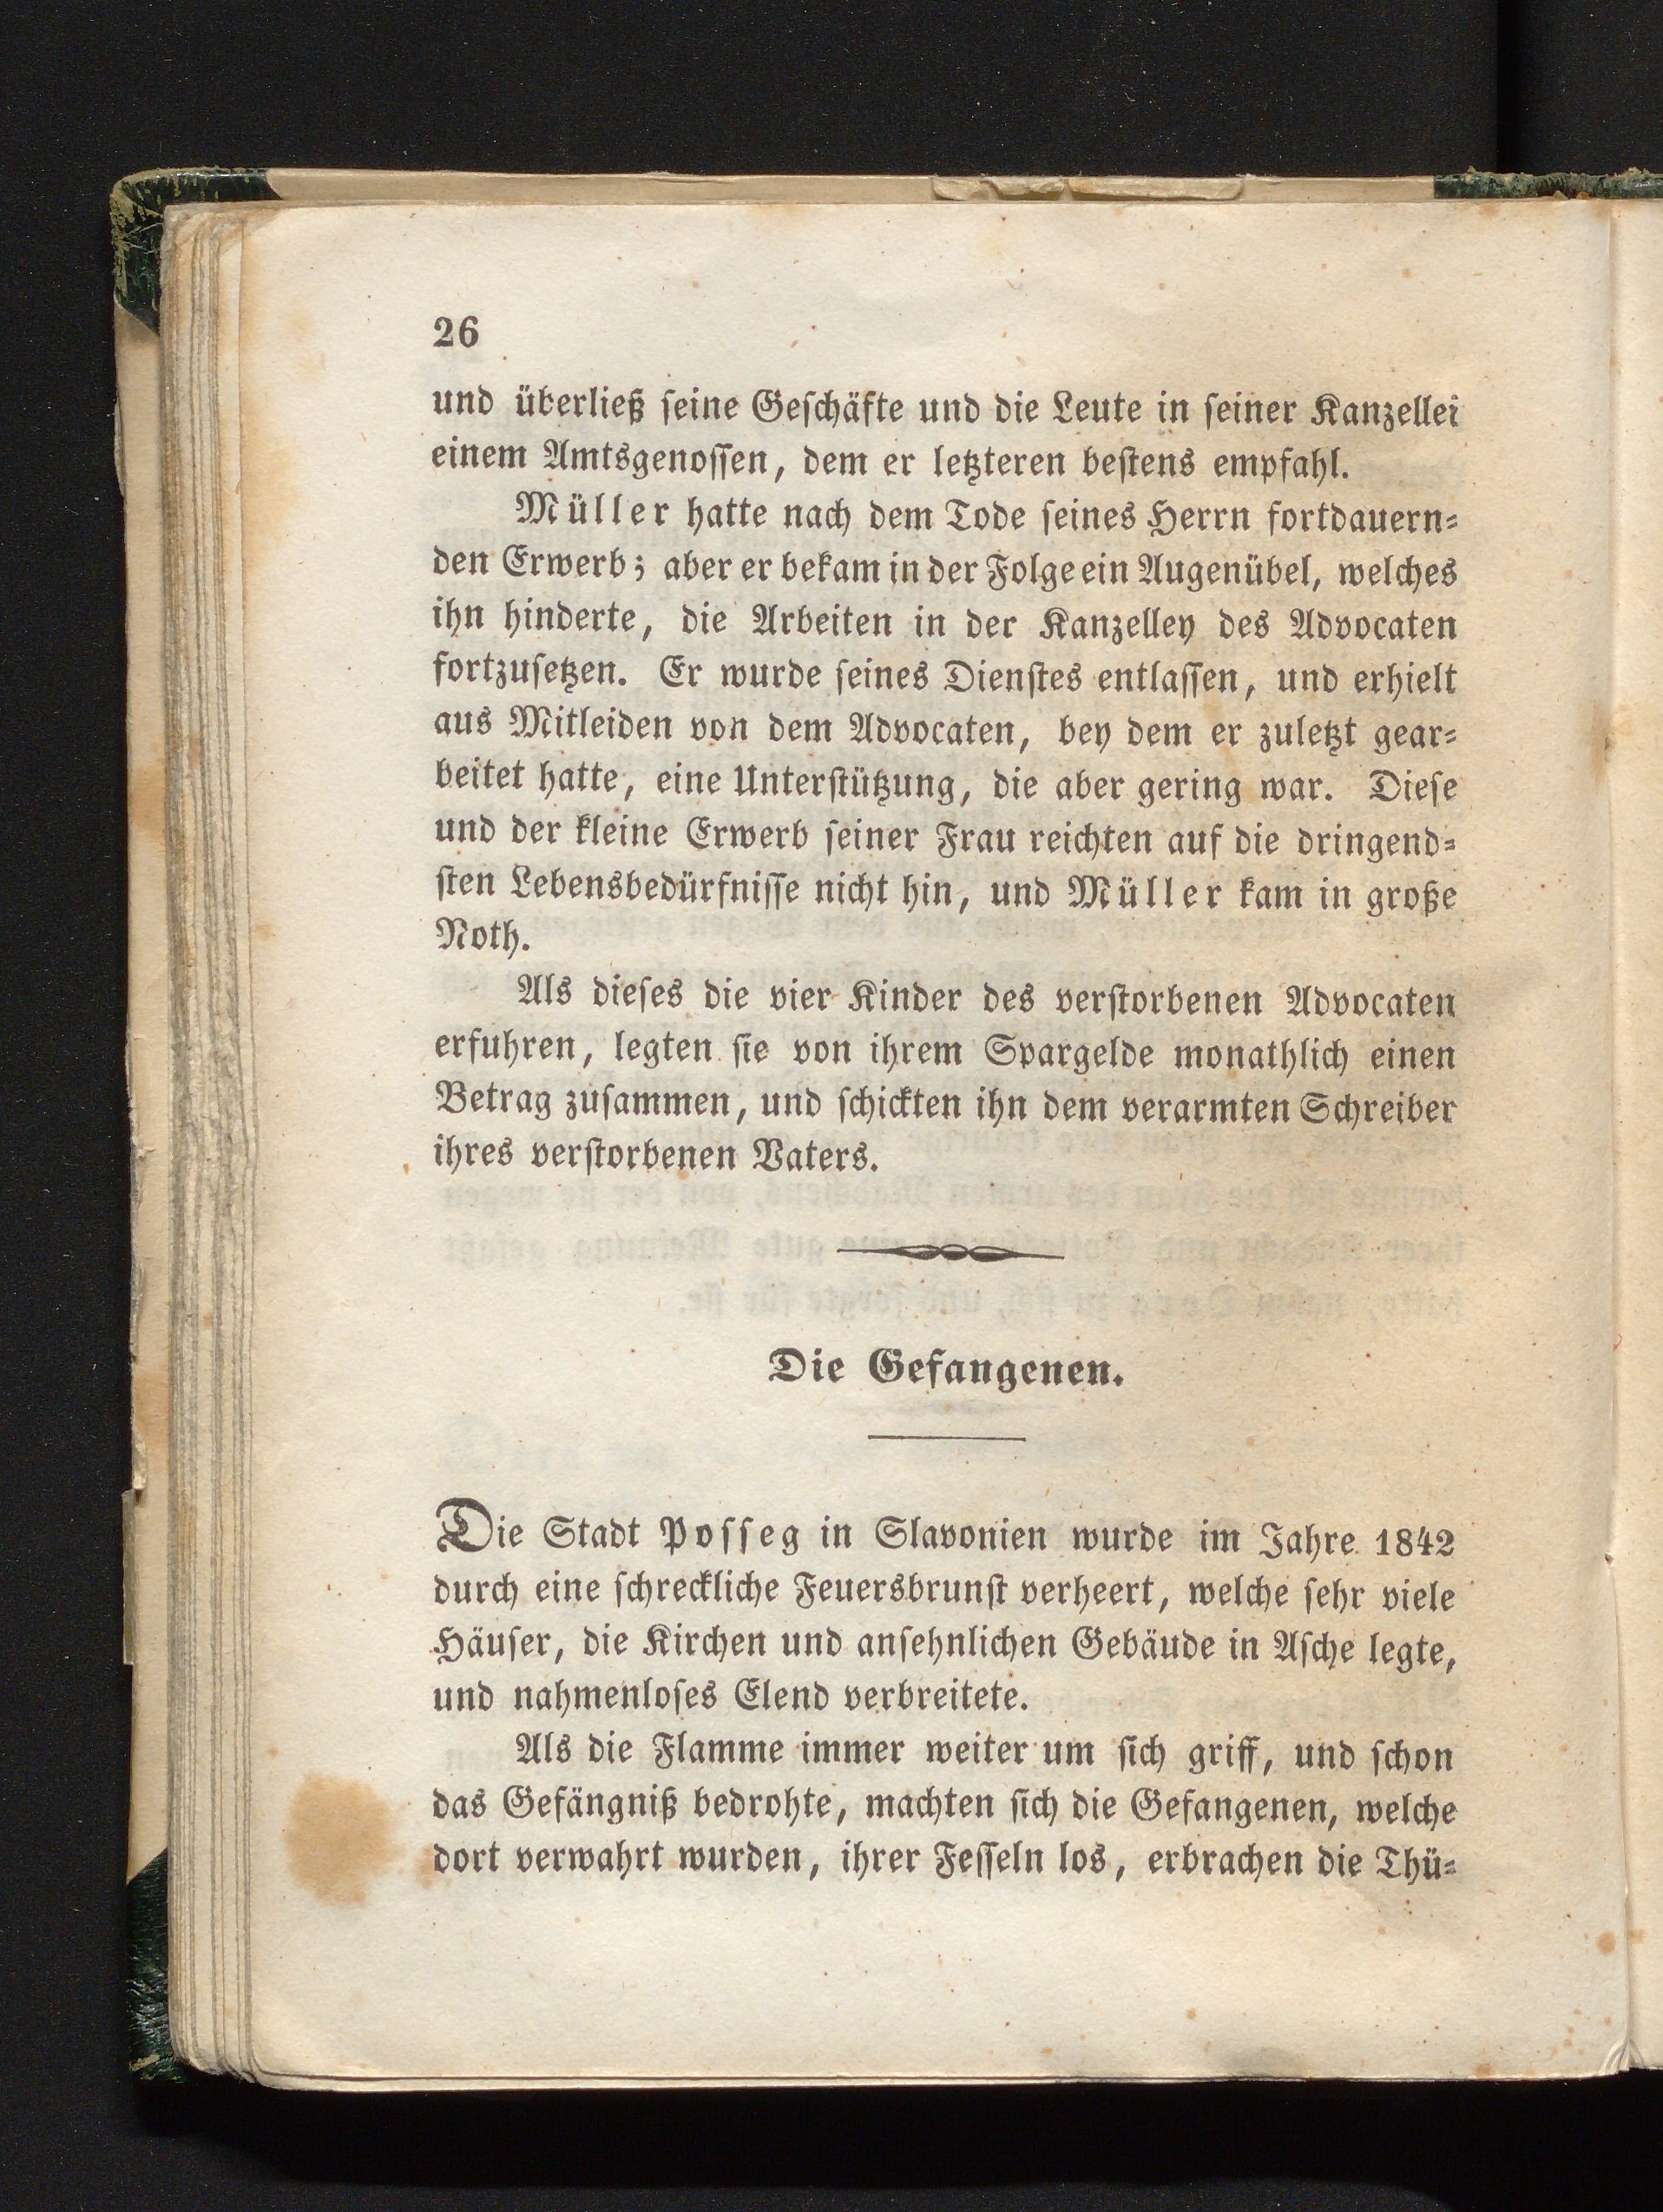 26
und überließ seine Geschäfte und die Leute in seiner Kanzellei
einem Amtsgenossen, dem er letzteren bestens empfahl.
Müller hatte nach dem Tode seines Herrn fortdauern-
den Erwerb; aber er bekam in der Folge ein Augenübel, welches
ihn hinderte, die Arbeiten in der Kanzelley des Advocaten
fortzusetzen. Er wurde seines Dienstes entlassen, und erhielt
aus Mitleiden von dem Advocaten, bey dem er zuletzt gear-
beitet hatte, eine Unterstützung, die aber gering war. Diese
und der kleine Erwerb seiner Frau reichten auf die dringend-
sten Lebensbedürfnisse nicht hin, und Müller kam in große
Noth.
Als dieses die vier Kinder des verstorbenen Advocaten
erfuhren, legten sie von ihrem Spargelde monathlich einen
Betrag zusammen, und schickten ihn dem verarmten Schreiber
ihres verstorbenen Vaters.
Die Gefangenen.
Die Stadt Posseg in Slavonien wurde im Jahre 1842
durch eine schreckliche Feuersbrunst verheert, welche sehr viele
Häuser, die Kirchen und ansehnlichen Gebäude in Asche legte,
und nahmenloses Elend verbreitete.
Als die Flamme immer weiter um sich griff, und schon
das Gefängniß bedrohte, machten sich die Gefangenen, welche
dort verwahrt wurden, ihrer Fesseln los, erbrachen die Thü-